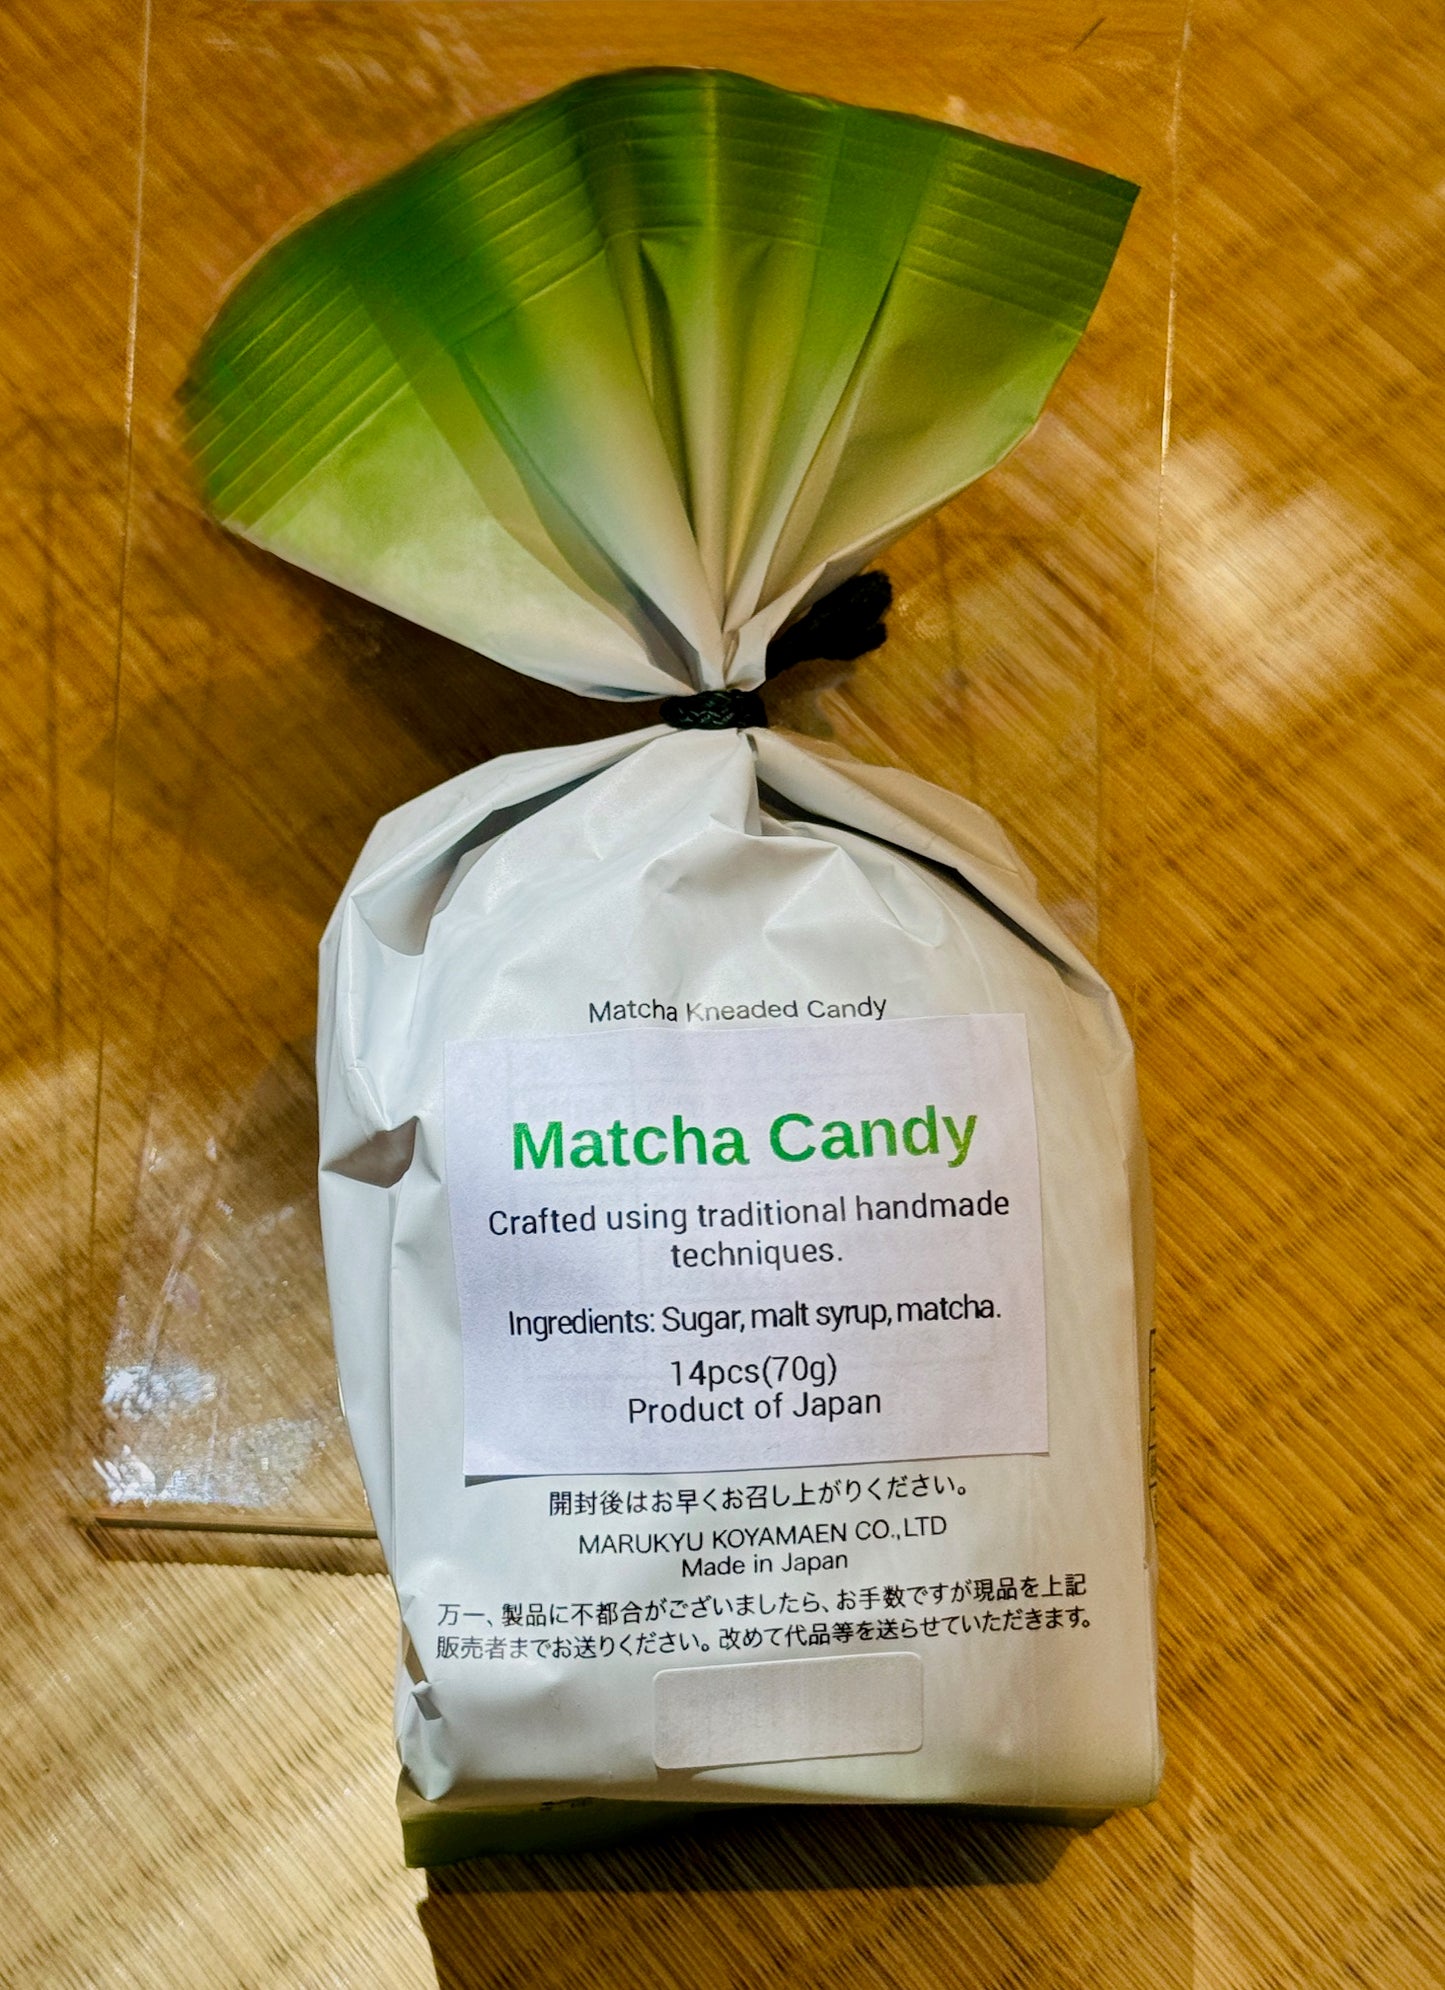 Matcha Kneaded Candy
Matcha Candy
Crafted using traditional handmade
techniques.
Ingredients: Sugar, malt syrup, matcha.
14pcs(70g)
Product of Japan
開封後はお早くお召し上がりください。
MARUKYU KOYAMAEN CO.,LTD
Made in Japan
万一、製品に不都合がございましたら、お手数ですが現品を上記
販売者までお送りください。改めて代品等を送らせていただきます。